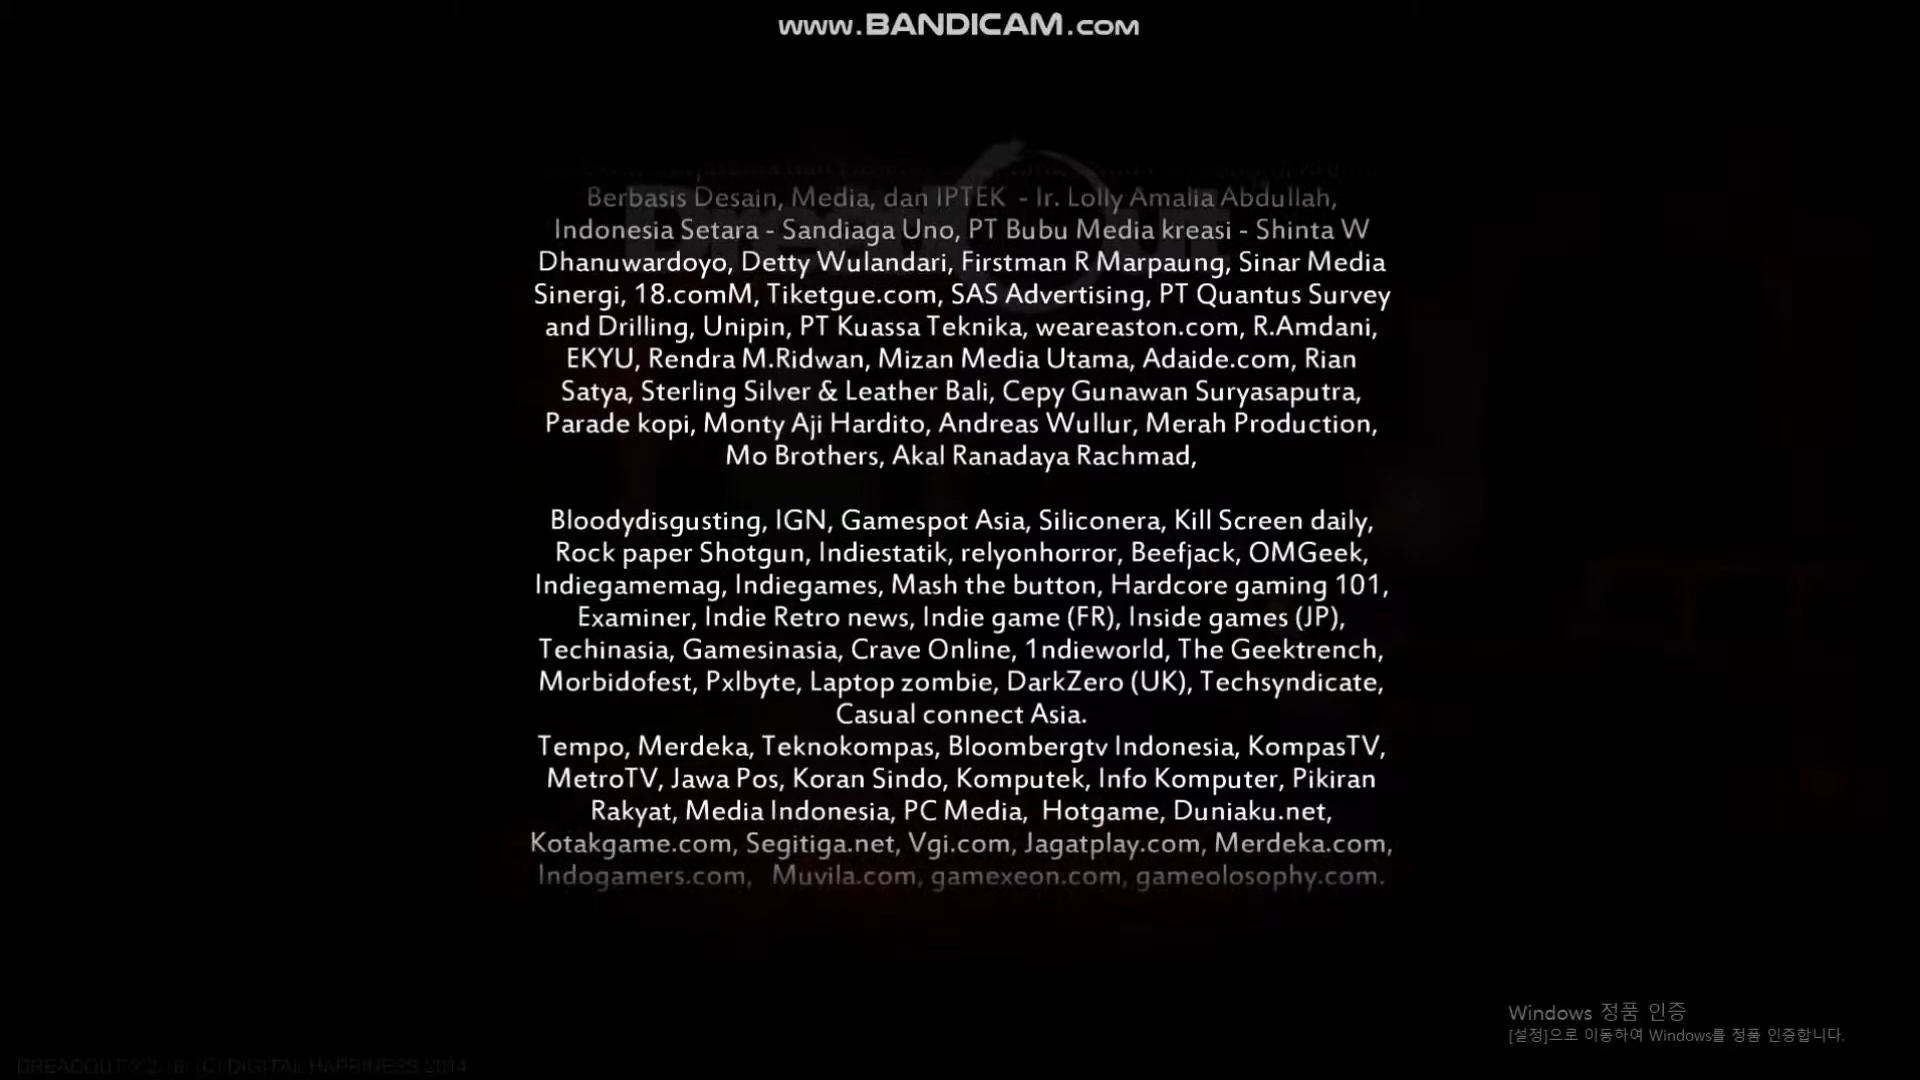 www.BANDICAM.COM
Berbasis Desain, Media, dan IPTEK - Ir. Lolly Amalia Abdullah,
Indonesia Setara - Sandiaga Uno, PT Bubu Media kreasi - Shinta W
Dhanuwardoyo, Detty Wulandari, Firstman R Marpaung, Sinar Media
Sinergi, 18.comM, Tiketgue.com, SAS Advertising, PT Quantus Survey
and Drilling, Unipin, PT Kuassa Teknika, weareaston.com, R.Amdani,
EKYU, Rendra M.Ridwan, Mizan Media Utama, Adaide.com, Rian
Satya, Sterling Silver & Leather Bali, Cepy Gunawan Suryasaputra,
Parade kopi, Monty Aji Hardito, Andreas Wullur, Merah Production,
Mo Brothers, Akal Ranadaya Rachmad,
Bloodydisgusting, IGN, Gamespot Asia, Siliconera, Kill Screen daily,
Rock paper Shotgun, Indiestatik, relyonhorror, Beefjack, OMGeek,
Indiegamemag, Indiegames, Mash the button, Hardcore gaming 101,
Examiner, Indie Retro news, Indie game (FR), Inside games (JP),
Techinasia, Gamesinasia, Crave Online, 1ndieworld, The Geektrench,
Morbidofest, Pxlbyte, Laptop zombie, DarkZero (UK), Techsyndicate,
Casual connect Asia.
Tempo, Merdeka, Teknokompas, Bloombergtv Indonesia, KompasTV,
MetroTV, Jawa Pos, Koran Sindo, Komputek, Info Komputer, Pikiran
Rakyat, Media Indonesia, PC Media, Hotgame, Duniaku.net,
Kotakgame.com, Segitiga.net, Vgi.com, Jagatplay.com, Merdeka.com,
Indogamers.com, Muvila.com, gamexeon.com, gameolosophy.com.
Windows 정품 인증
[설정]으로 이동하여 Windows를 정품 인증합니다.
DREADOUT (C) DIGITAL HAPPINESS 2014